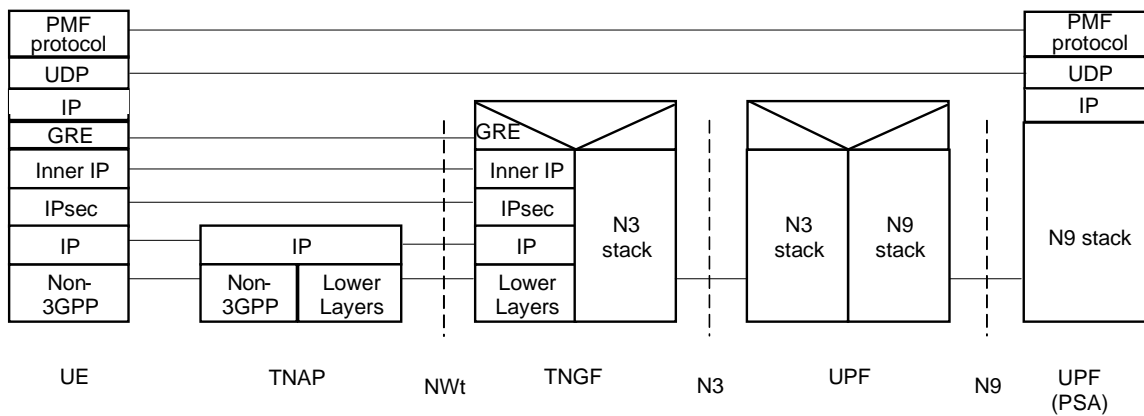 PMF
protocol
UDP
IP
GRE
Inner IP
IPsec
IP
Non-
3GPP
UE
IP
Non-
3GPP
Lower
Layers
TNAP
NWt
GRE
Inner IP
IPsec
IP
Lower
Layers
N3
stack
TNGF
N3
N3
stack
N9
stack
UPF
N9
PMF
protocol
UDP
IP
N9 stack
UPF
(PSA)